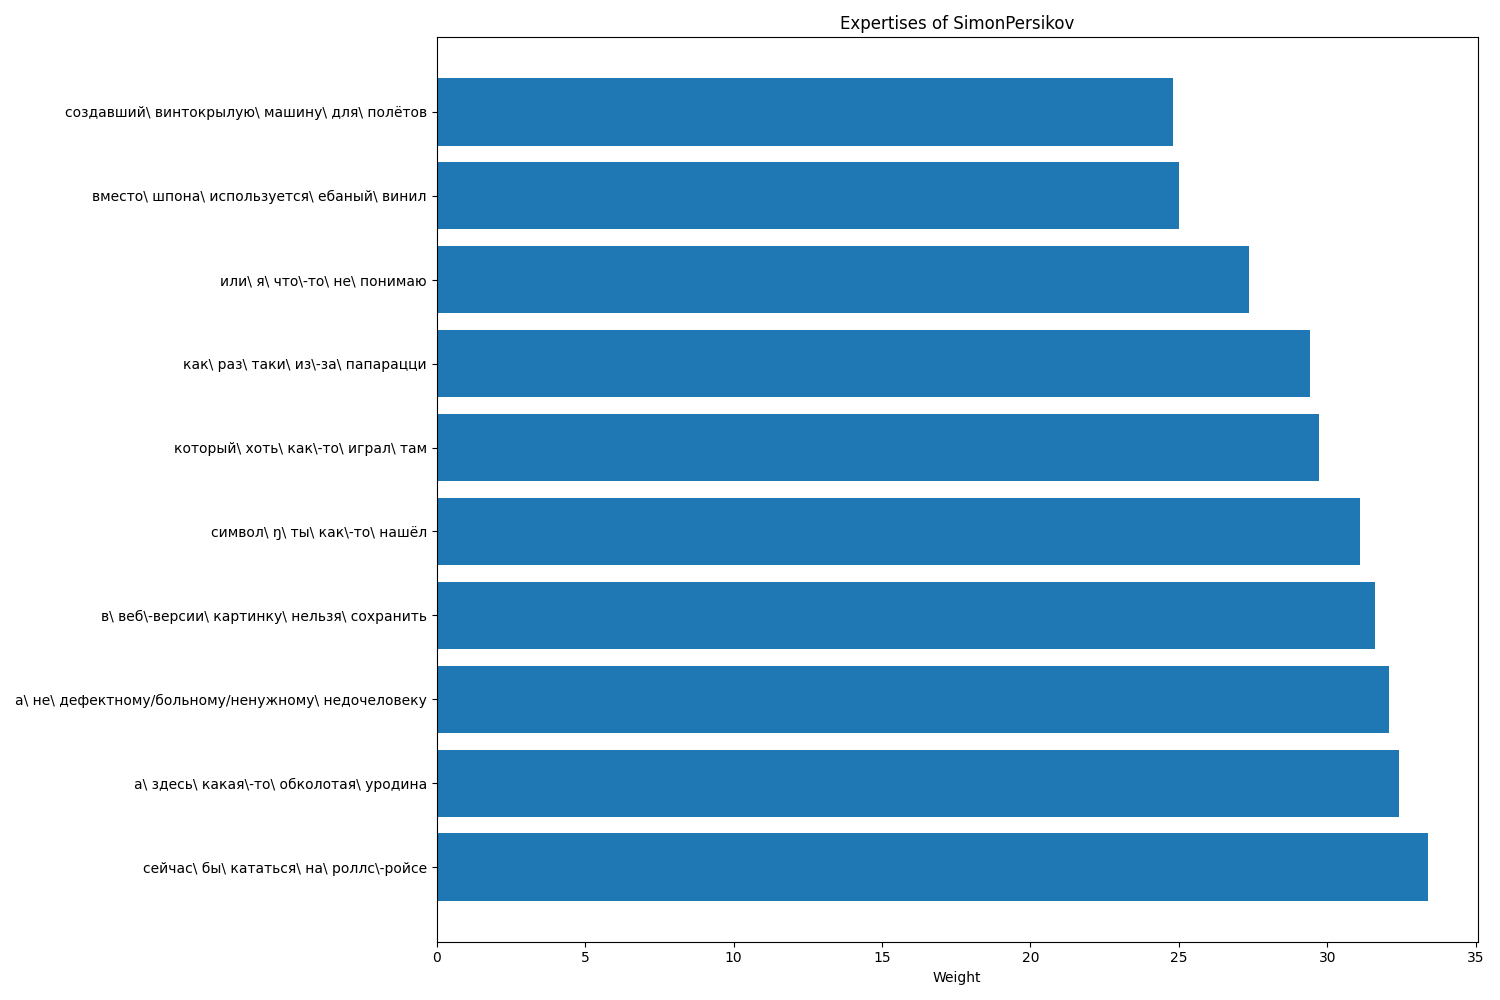 Expertises of SimonPersikov
создавший\ винтокрылую\ машину\ для\ полётов
вместо\ шпона\ используется\ ебаный\ винил
или\ я\ что\-то\ не\ понимаю
как\ раз\ таки\ из\-за\ папарацци
который\ хоть\ как\-то\ играл\ там
символ\ ŋ\ ты\ как\-то\ нашёл
в\ веб\-версии\ картинку\ нельзя\ сохранить
а\ не\ дефектному/больному/ненужному\ недочеловеку
а\ здесь\ какая\-то\ обколотая\ уродина
сейчас\ бы\ кататься\ на\ роллс\-ройсе
0 5 10 15 20 25 30 35
Weight